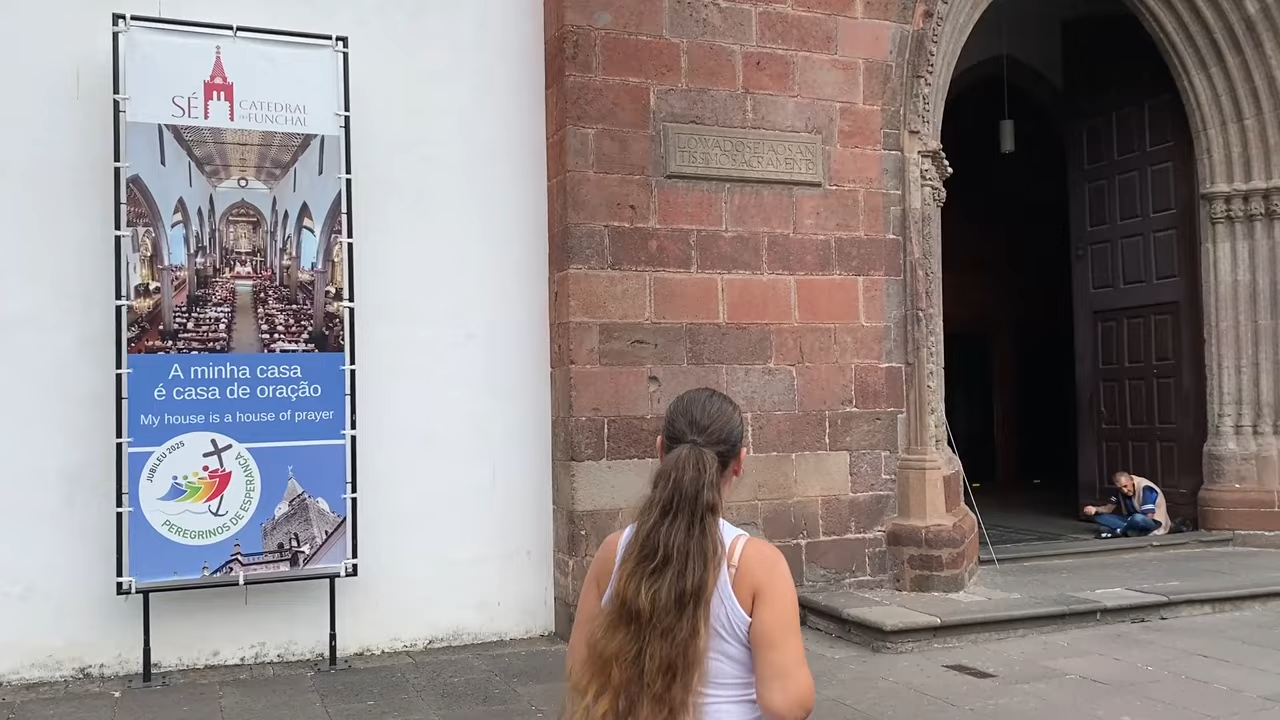 SÉ
CATEDRAL
DO FUNCHAL
LOWADOSEIAOSAN
TISSIMOSACRAMENTO
A minha casa
é casa de oração
My house is a house of prayer
JUBILEU 2025
PEREGRINOS DE ESPERANÇA